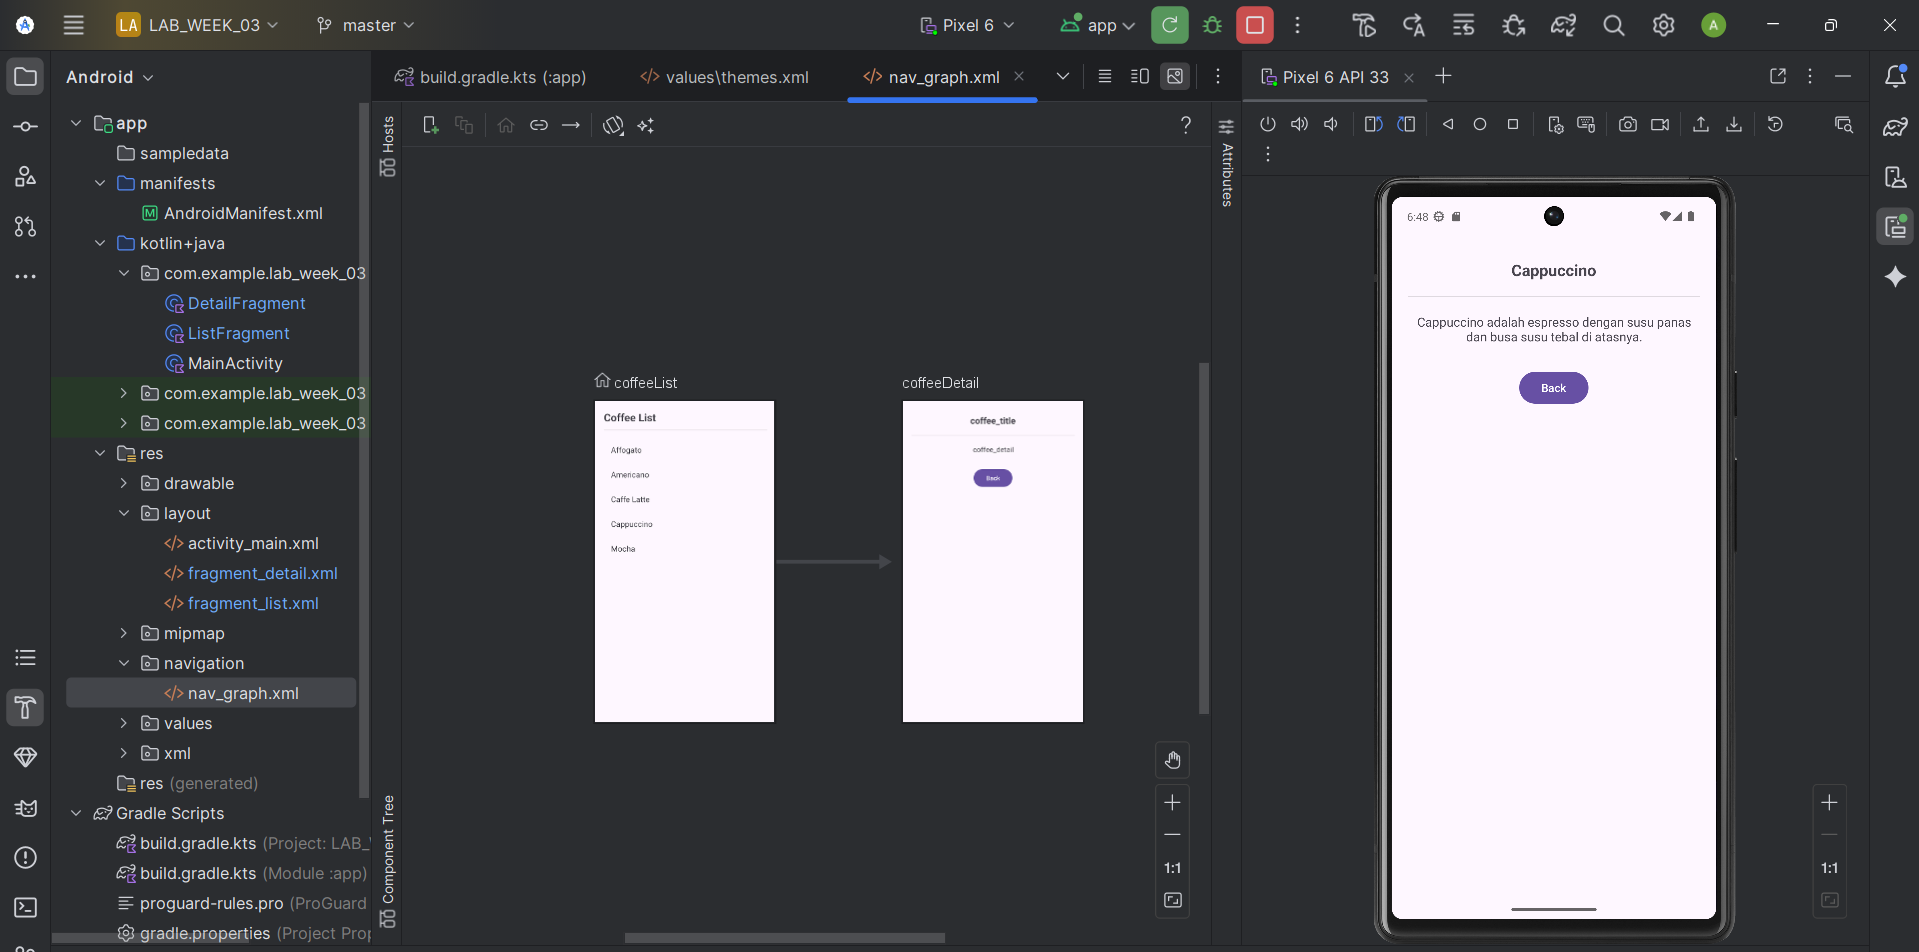 LA LAB_WEEK_03
master
Pixel 6
app
A
Android
app
sampledata
manifests
AndroidManifest.xml
kotlin+java
com.example.lab_week_03
DetailFragment
ListFragment
MainActivity
com.example.lab_week_03
com.example.lab_week_03
res
drawable
layout
activity_main.xml
fragment_detail.xml
fragment_list.xml
mipmap
navigation
nav_graph.xml
values
xml
res (generated)
Gradle Scripts
build.gradle.kts (Project: LAB_
build.gradle.kts (Module :app)
proguard-rules.pro (ProGuard
gradle.properties (Project Prop
build.gradle.kts (:app)
values\themes.xml
nav_graph.xml
Hosts
Component Tree
Attributes
coffeeList
Coffee List
Affogato
Americano
Caffe Latte
Cappuccino
Mocha
coffeeDetail
coffee_title
coffee_detail
Back
1:1
Pixel 6 API 33
6:48
Cappuccino
Cappuccino adalah espresso dengan susu panas
dan busa susu tebal di atasnya.
Back
1:1